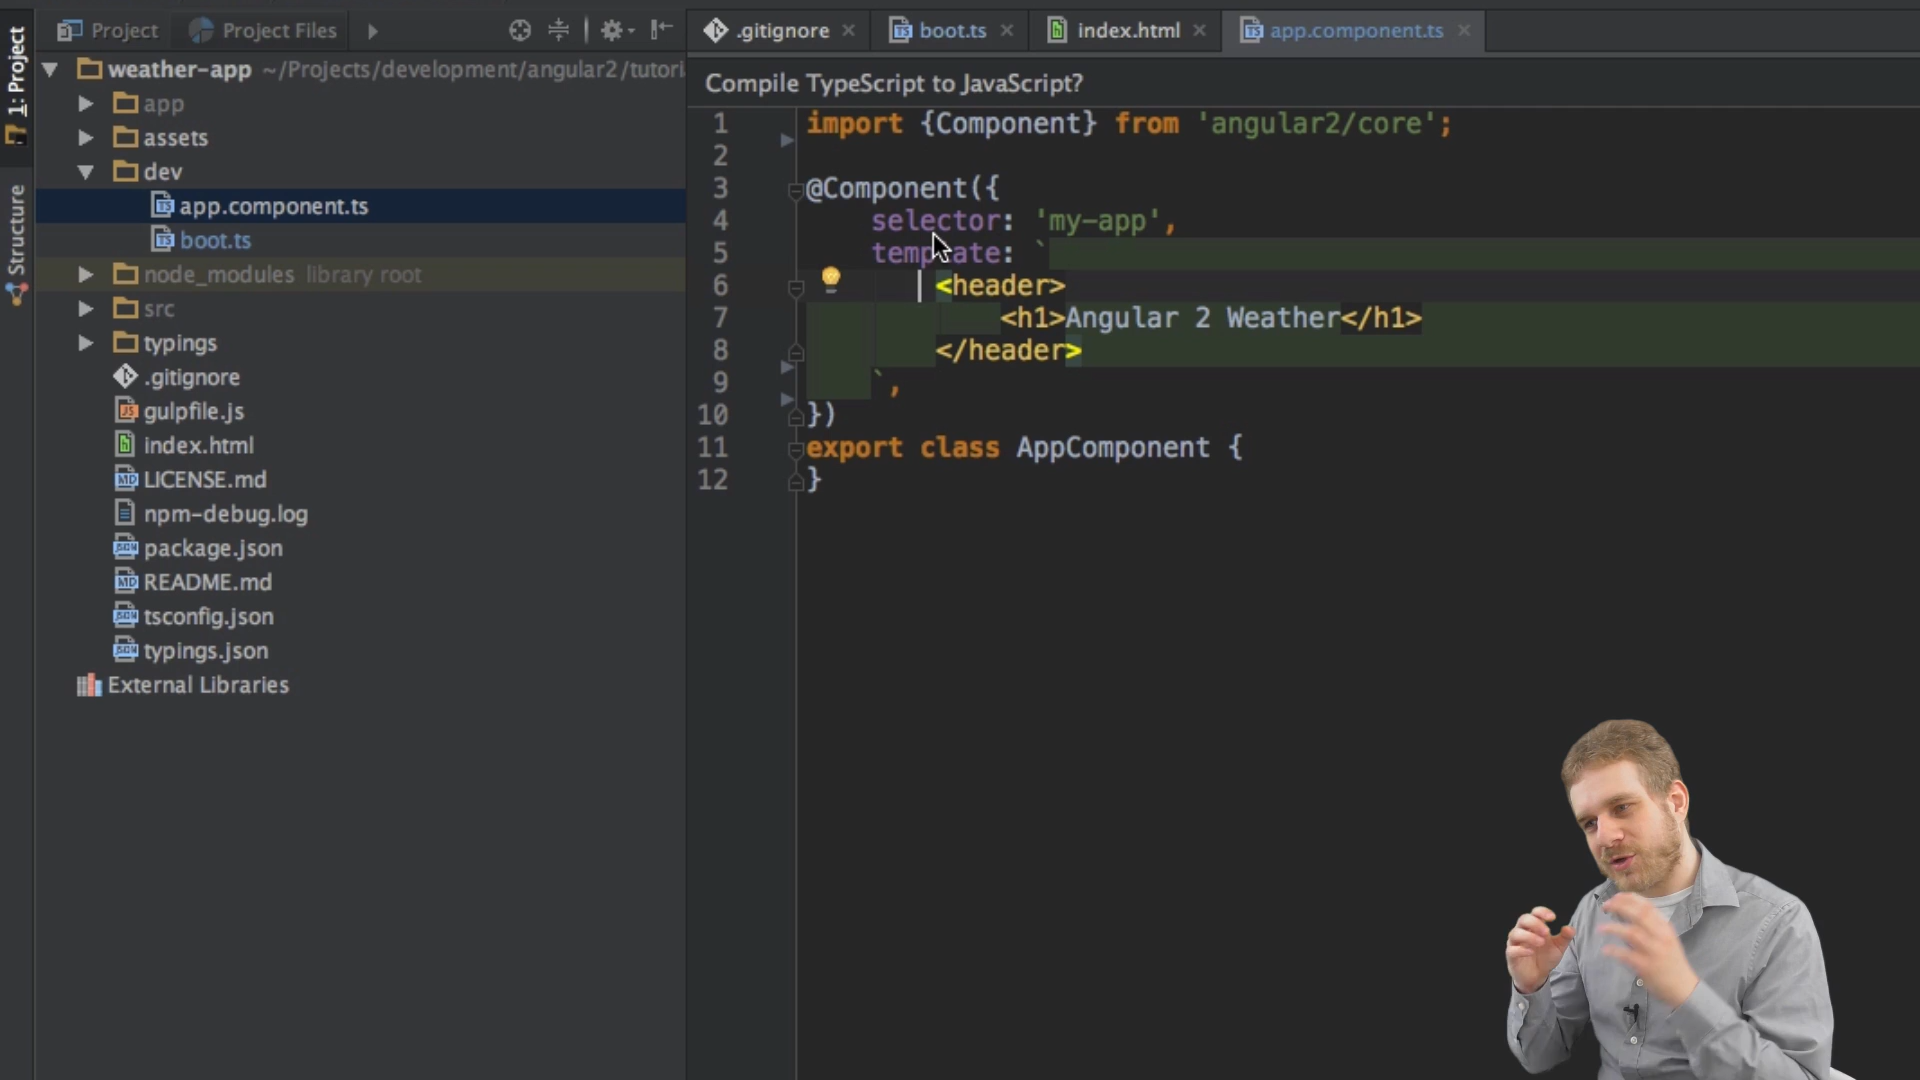 1: Project
Structure
Project
Project Files
weather-app ~/Projects/development/angular2/tutori
app
assets
dev
app.component.ts
boot.ts
node_modules library root
src
typings
.gitignore
gulpfile.js
index.html
LICENSE.md
npm-debug.log
package.json
README.md
tsconfig.json
typings.json
External Libraries
.gitignore
boot.ts
index.html
app.component.ts
Compile TypeScript to JavaScript?
1 import {Component} from 'angular2/core';
2
3 @Component({
4 selector: 'my-app',
5 template: `
6 <header>
7 <h1>Angular 2 Weather</h1>
8 </header>
9 `,
10 })
11 export class AppComponent {
12 }